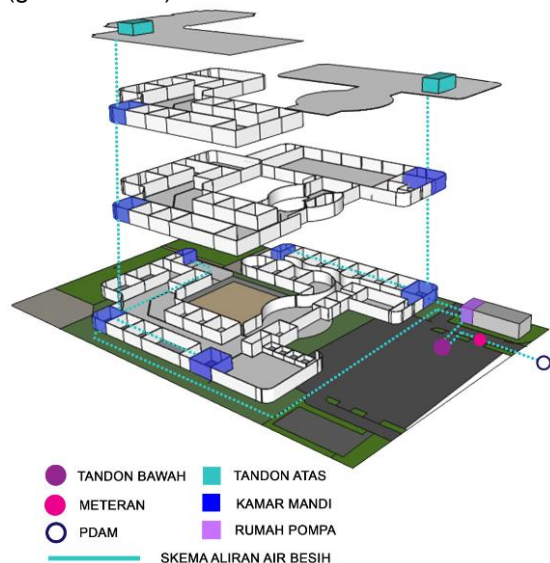 TANDON BAWAH
TANDON ATAS
METERAN
KAMAR MANDI
PDAM
RUMAH POMPA
SKEMA ALIRAN AIR BESIH